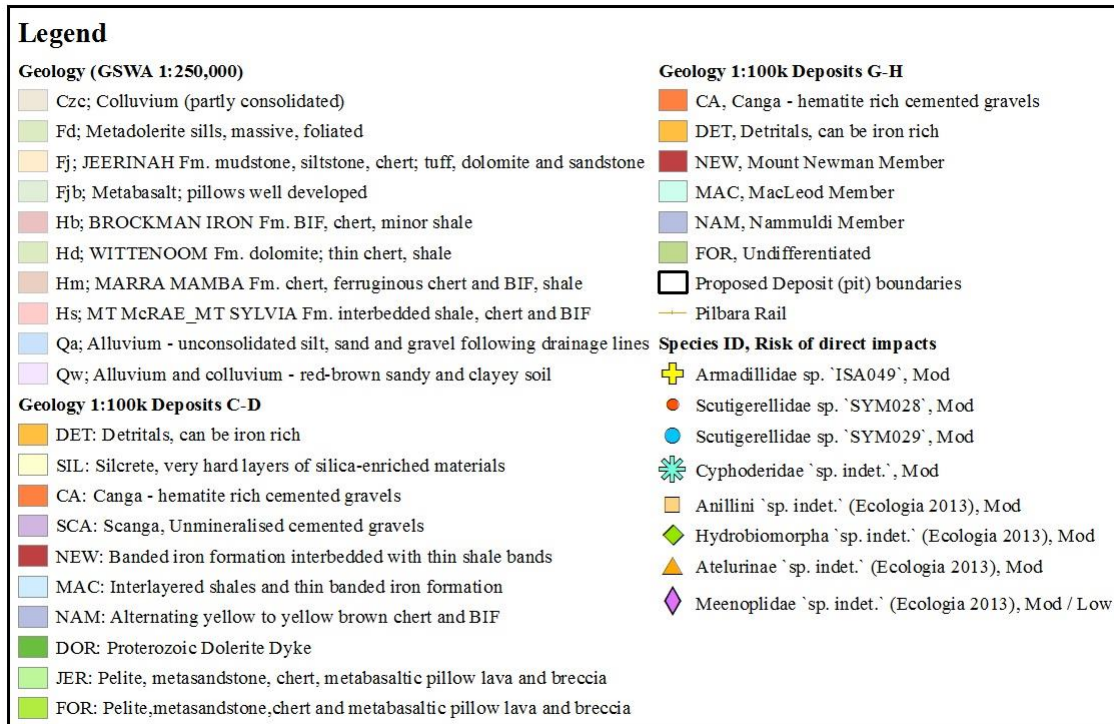 Legend
Geology (GSWA 1:250,000)
Czc; Colluvium (partly consolidated)
Fd; Metadolerite sills, massive, foliated
Fj; JEERINAH Fm. mudstone, siltstone, chert; tuff, dolomite and sandstone
Fjb; Metabasalt; pillows well developed
Hb; BROCKMAN IRON Fm. BIF, chert, minor shale
Hd; WITTENOOM Fm. dolomite; thin chert, shale
Hm; MARRA MAMBA Fm. chert, ferruginous chert and BIF, shale
Hs; MT McRAE_MT SYLVIA Fm. interbedded shale, chert and BIF
Qa; Alluvium - unconsolidated silt, sand and gravel following drainage lines
Qw; Alluvium and colluvium - red-brown sandy and clayey soil
Geology 1:100k Deposits C-D
DET: Detritals, can be iron rich
SIL: Silcrete, very hard layers of silica-enriched materials
CA: Canga - hematite rich cemented gravels
SCA: Scanga, Unmineralised cemented gravels
NEW: Banded iron formation interbedded with thin shale bands
MAC: Interlayered shales and thin banded iron formation
NAM: Alternating yellow to yellow brown chert and BIF
DOR: Proterozoic Dolerite Dyke
JER: Pelite, metasandstone, chert, metabasaltic pillow lava and breccia
FOR: Pelite,metasandstone,chert and metabasaltic pillow lava and breccia
Geology 1:100k Deposits G-H
CA, Canga - hematite rich cemented gravels
DET, Detritals, can be iron rich
NEW, Mount Newman Member
MAC, MacLeod Member
NAM, Nammuldi Member
FOR, Undifferentiated
Proposed Deposit (pit) boundaries
Pilbara Rail
Species ID, Risk of direct impacts
Armadillidae sp. `ISA049`, Mod
Scutigerellidae sp. `SYM028`, Mod
Scutigerellidae sp. `SYM029`, Mod
Cyphoderidae `sp. indet.`, Mod
Anillini `sp. indet.` (Ecologia 2013), Mod
Hydrobiomorpha `sp. indet.` (Ecologia 2013), Mod
Atelurinae `sp. indet.` (Ecologia 2013), Mod
Meenoplidae `sp. indet.` (Ecologia 2013), Mod / Low